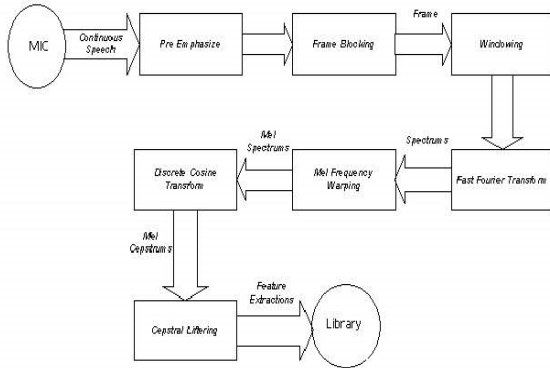 MIC
Continuous
Speech
Pre Emphasize
Frame Blocking
Frame
Windowing
Fast Fourier Transform
Spectrums
Mel Frequency
Warping
Mel
Spectrums
Discrete Cosine
Transform
Mel
Cepstrums
Cepstral Liftering
Feature
Extractions
Library